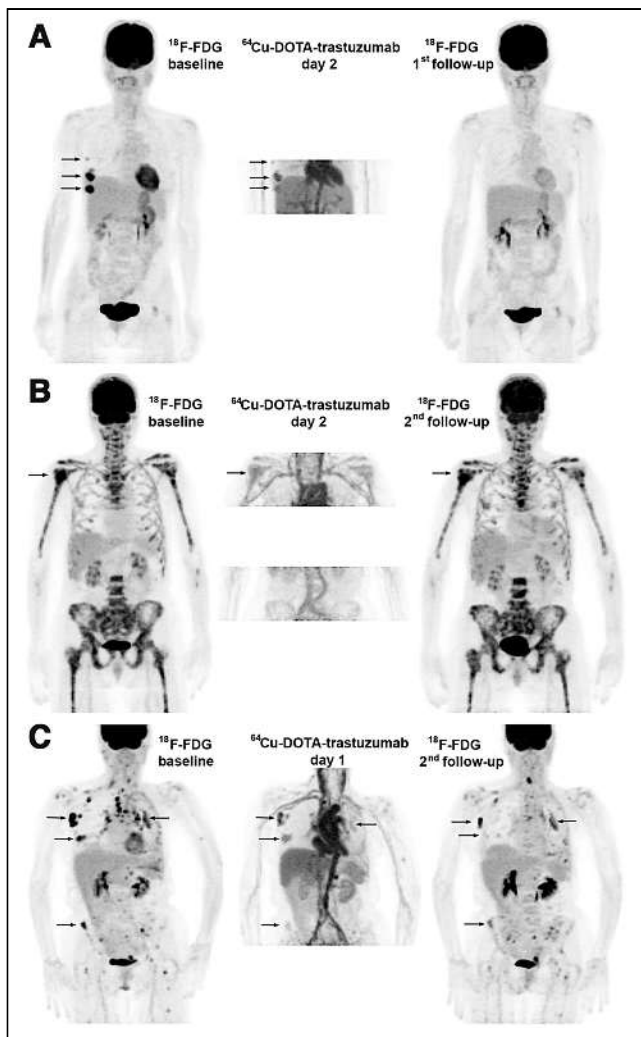 A
¹⁸F-FDG
baseline
⁶⁴Cu-DOTA-trastuzumab
day 2
¹⁸F-FDG
1ˢᵗ follow-up
B
¹⁸F-FDG
baseline
⁶⁴Cu-DOTA-trastuzumab
day 2
¹⁸F-FDG
2ⁿᵈ follow-up
C
¹⁸F-FDG
baseline
⁶⁴Cu-DOTA-trastuzumab
day 1
¹⁸F-FDG
2ⁿᵈ follow-up